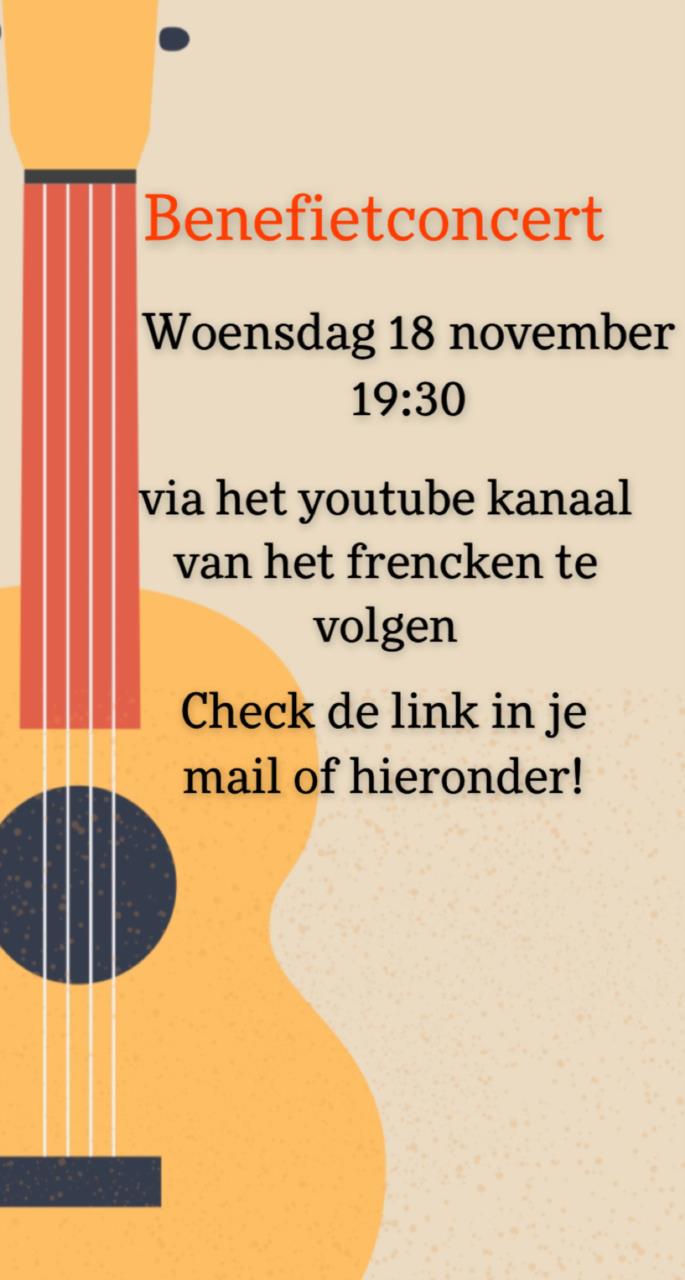 Benefietconcert
Woensdag 18 november
19:30
via het youtube kanaal
van het frencken te
volgen
Check de link in je
mail of hieronder!